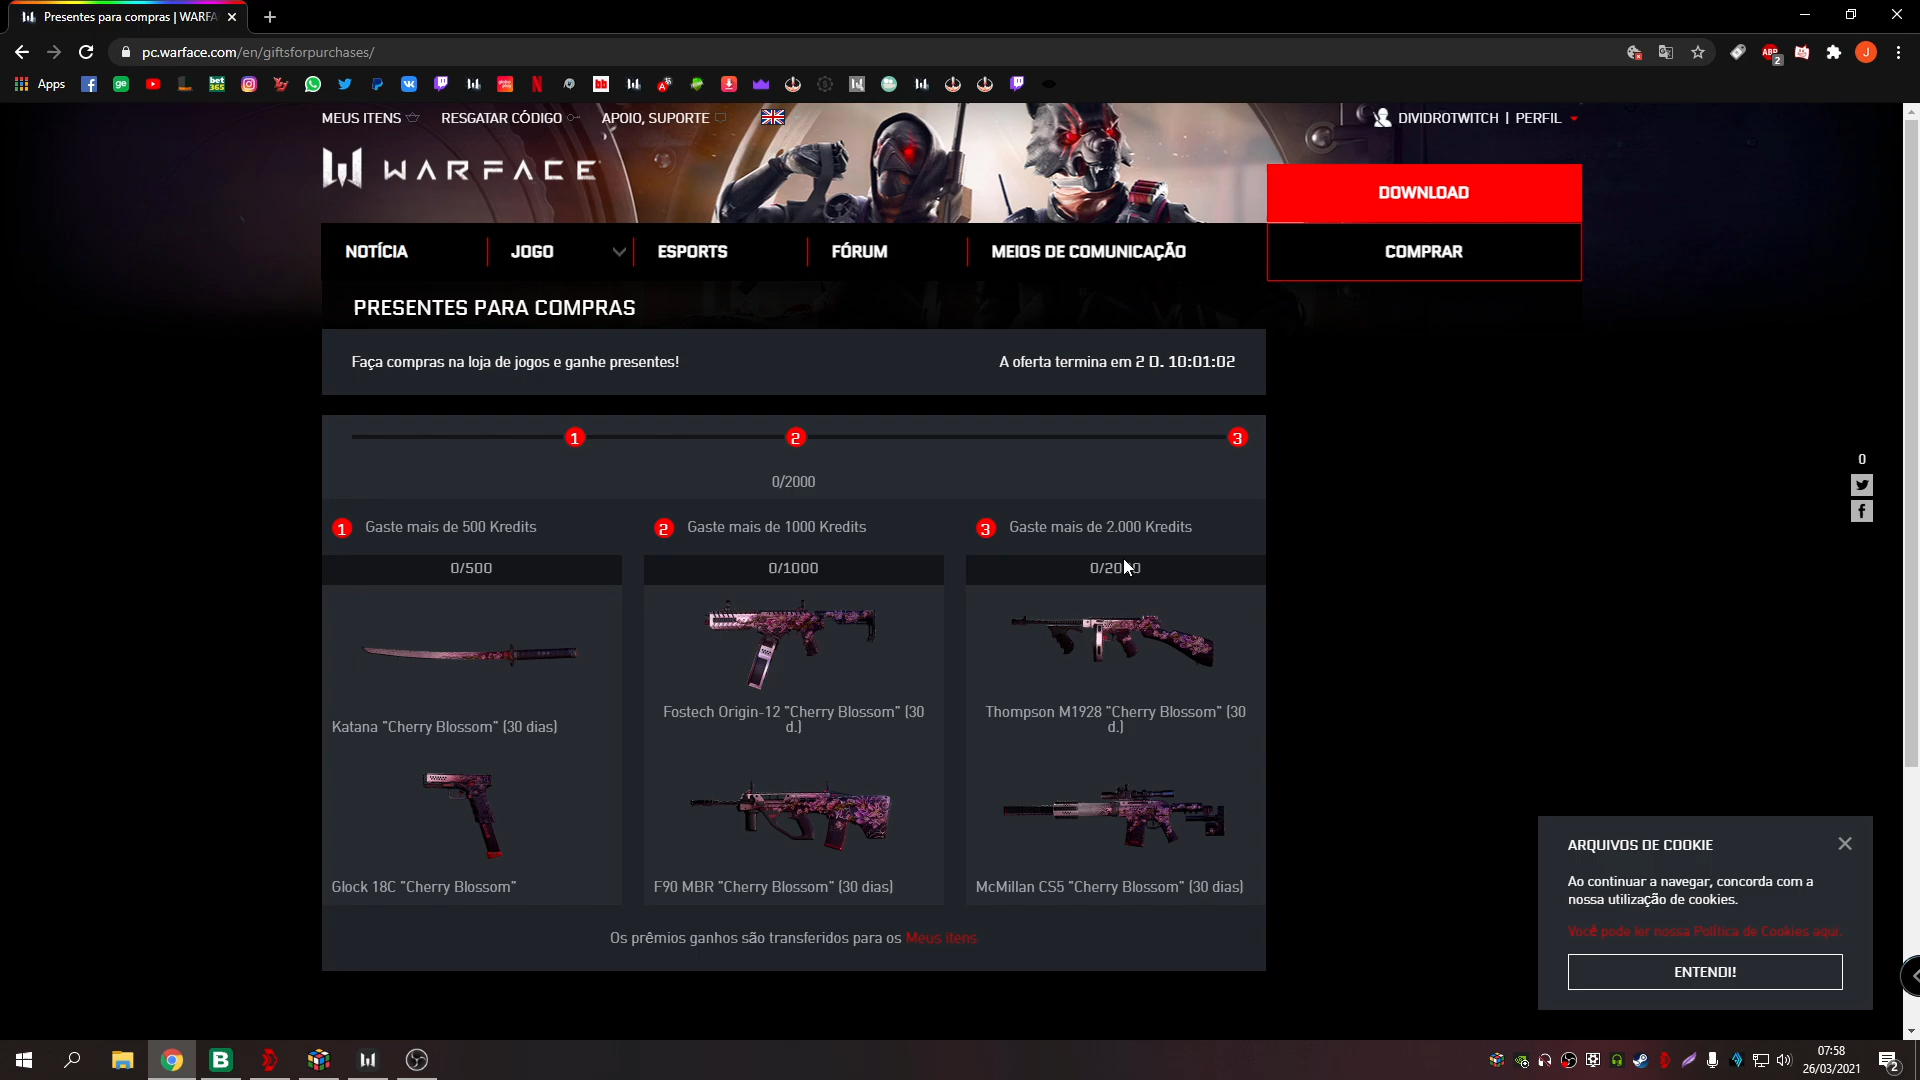 Presentes para compras | WARFA
pc.warface.com/en/giftsforpurchases/
ABP
2
J
Apps
MEUS ITENS
RESGATAR CÓDIGO
APOIO, SUPORTE
DIVIDROTWITCH | PERFIL
WARFACE
DOWNLOAD
NOTÍCIA
JOGO
ESPORTS
FÓRUM
MEIOS DE COMUNICAÇÃO
COMPRAR
PRESENTES PARA COMPRAS
Faça compras na loja de jogos e ganhe presentes!
A oferta termina em 2 D. 10:01:02
1
2
3
0/2000
0
1 Gaste mais de 500 Kredits
2 Gaste mais de 1000 Kredits
3 Gaste mais de 2.000 Kredits
0/500
0/1000
Katana "Cherry Blossom" (30 dias)
Fostech Origin-12 "Cherry Blossom" (30
d.)
Thompson M1928 "Cherry Blossom" (30
d.)
Glock 18C "Cherry Blossom"
F90 MBR "Cherry Blossom" (30 dias)
McMillan CS5 "Cherry Blossom" (30 dias)
Os prêmios ganhos são transferidos para os Meus itens
ARQUIVOS DE COOKIE
Ao continuar a navegar, concorda com a
nossa utilização de cookies.
Você pode ler nossa Política de Cookies aqui.
ENTENDI!
07:58
26/03/2021
2